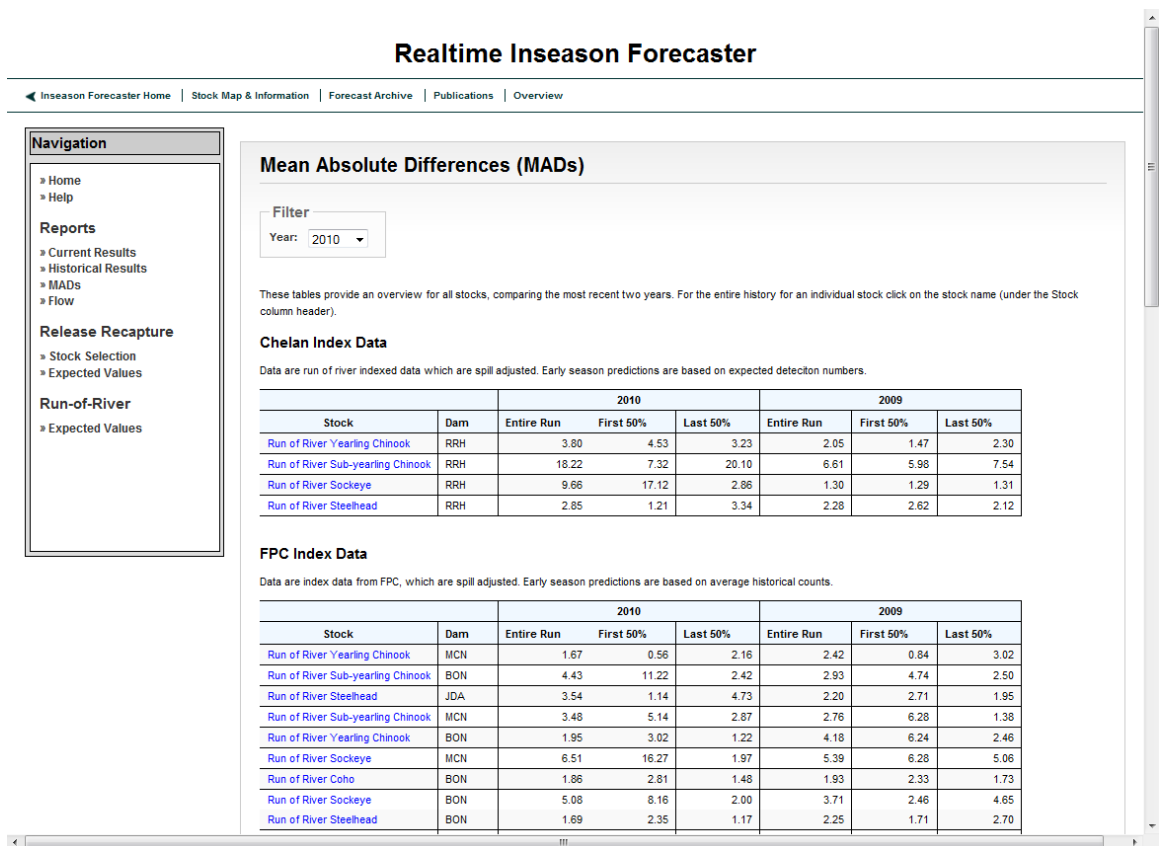 Realtime Inseason Forecaster
Inseason Forecaster Home | Stock Map & Information | Forecast Archive | Publications | Overview
Navigation
» Home
» Help
Reports
» Current Results
» Historical Results
» MADs
» Flow
Release Recapture
» Stock Selection
» Expected Values
Run-of-River
» Expected Values
Mean Absolute Differences (MADs)
Filter
Year: 2010
These tables provide an overview for all stocks, comparing the most recent two years. For the entire history for an individual stock click on the stock name (under the Stock
column header).
Chelan Index Data
Data are run of river indexed data which are spill adjusted. Early season predictions are based on expected deteciton numbers.
2010 2009
Stock Dam Entire Run First 50% Last 50% Entire Run First 50% Last 50%
Run of River Yearling Chinook RRH 3.80 4.53 3.23 2.05 1.47 2.30
Run of River Sub-yearling Chinook RRH 18.22 7.32 20.10 6.61 5.98 7.54
Run of River Sockeye RRH 9.66 17.12 2.86 1.30 1.29 1.31
Run of River Steelhead RRH 2.85 1.21 3.34 2.28 2.62 2.12
FPC Index Data
Data are index data from FPC, which are spill adjusted. Early season predictions are based on average historical counts.
2010 2009
Stock Dam Entire Run First 50% Last 50% Entire Run First 50% Last 50%
Run of River Yearling Chinook MCN 1.67 0.56 2.16 2.42 0.84 3.02
Run of River Sub-yearling Chinook BON 4.43 11.22 2.42 2.93 4.74 2.50
Run of River Steelhead JDA 3.54 1.14 4.73 2.20 2.71 1.95
Run of River Sub-yearling Chinook MCN 3.48 5.14 2.87 2.76 6.28 1.38
Run of River Yearling Chinook BON 1.95 3.02 1.22 4.18 6.24 2.46
Run of River Sockeye MCN 6.51 16.27 1.97 5.39 6.28 5.06
Run of River Coho BON 1.86 2.81 1.48 1.93 2.33 1.73
Run of River Sockeye BON 5.08 8.16 2.00 3.71 2.46 4.65
Run of River Steelhead BON 1.69 2.35 1.17 2.25 1.71 2.70